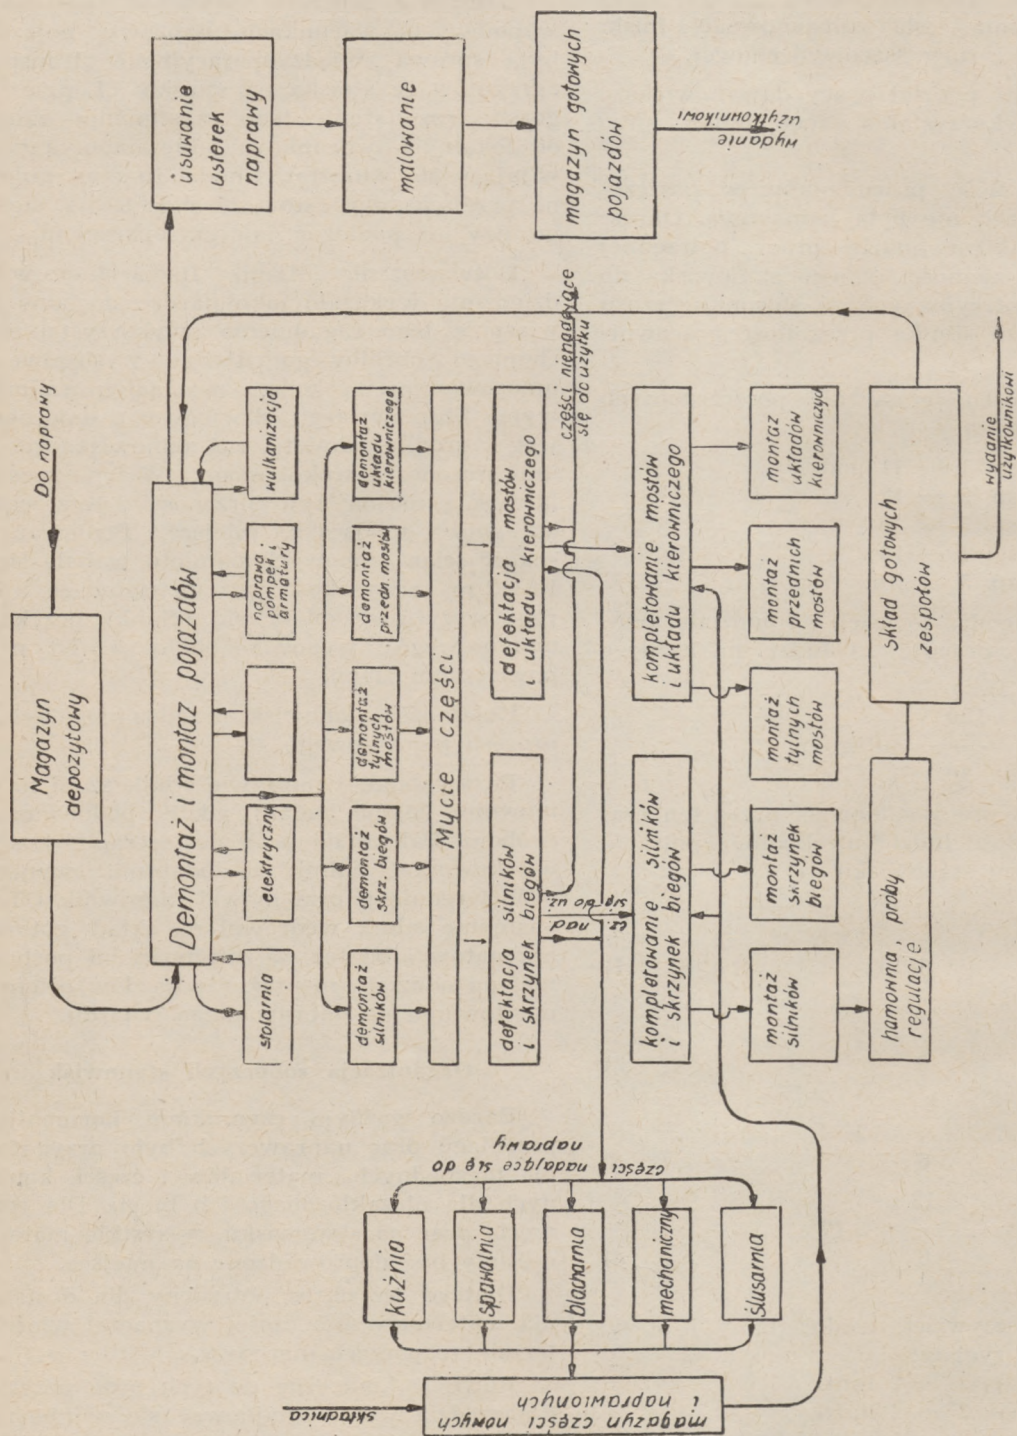 Do naprawy
Magazyn
depozytowy
Demontaż i montaż pojazdów
usuwanie
usterek
naprawy
malowanie
magazyn gotowych
pojazdów
wydanie
użytkownikowi
stolarnia
elektryczny
naprawa
pompek i
armatury
wulkanizacja
demontaż
silników
demontaż
skrz. biegów
demontaż
tylnych
mostów
demontaż
przedn. mostów
demontaż
układu
kierowniczego
Mycie części
defektacja silników
i skrzynek biegów
defektacja mostów
i układu kierowniczego
części nienadające
się do użytku
cz. nad
się do uż.
kompletowanie silników
i skrzynek biegów
kompletowanie mostów
i układu kierowniczego
montaż
silników
montaż
skrzynek
biegów
montaż
tylnych
mostów
montaż
przednich
mostów
montaż
układów
kierowniczych
hamownia, próby
regulacje
skład gotowych
zespołów
wydanie
użytkownikowi
części nadające się do
naprawy
kuźnia
spawalnia
blacharnia
mechaniczny
ślusarnia
składnica
magazyn części nowych
i naprawionych